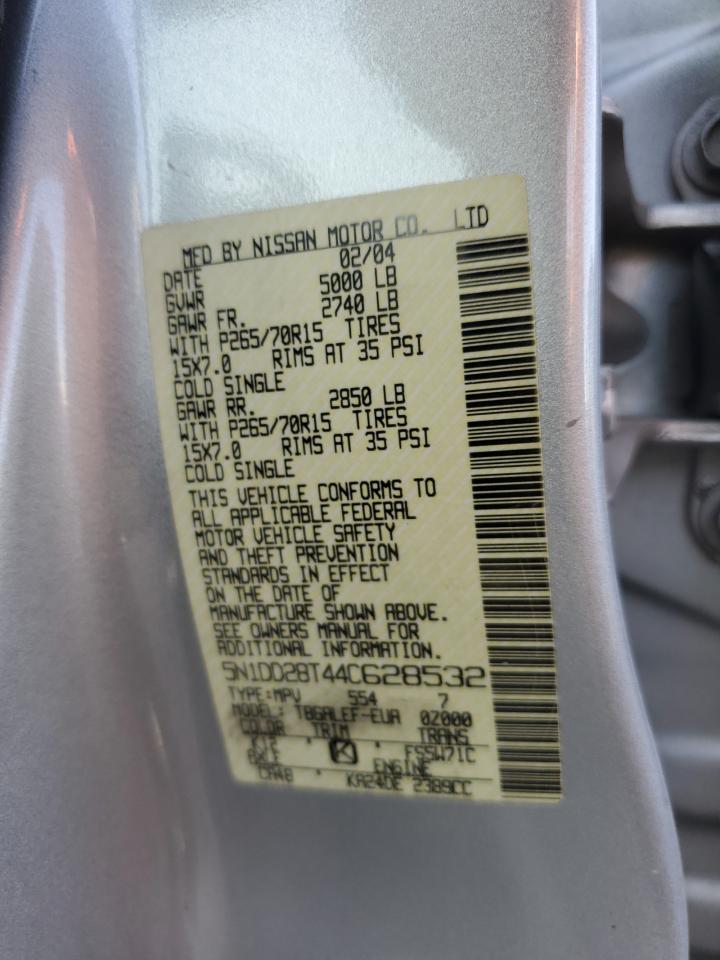 MFD BY NISSAN MOTOR CO. LTD
DATE 02/04
GVWR 5000 LB
GAWR FR. 2740 LB
WITH P265/70R15 TIRES
15X7.0 RIMS AT 35 PSI
COLD SINGLE
GAWR RR. 2850 LB
WITH P265/70R15 TIRES
15X7.0 RIMS AT 35 PSI
COLD SINGLE
THIS VEHICLE CONFORMS TO
ALL APPLICABLE FEDERAL
MOTOR VEHICLE SAFETY
AND THEFT PREVENTION
STANDARDS IN EFFECT
ON THE DATE OF
MANUFACTURE SHOWN ABOVE.
SEE OWNERS MANUAL FOR
ADDITIONAL INFORMATION.
5N1DD28T44C628532
TYPE:MPV 554 7
MODEL: TBGALEF-EUA 02000
COLOR TRIM TRANS
K FS5W71C
AXLE ENGINE
CA48 KA24DE 2389CC